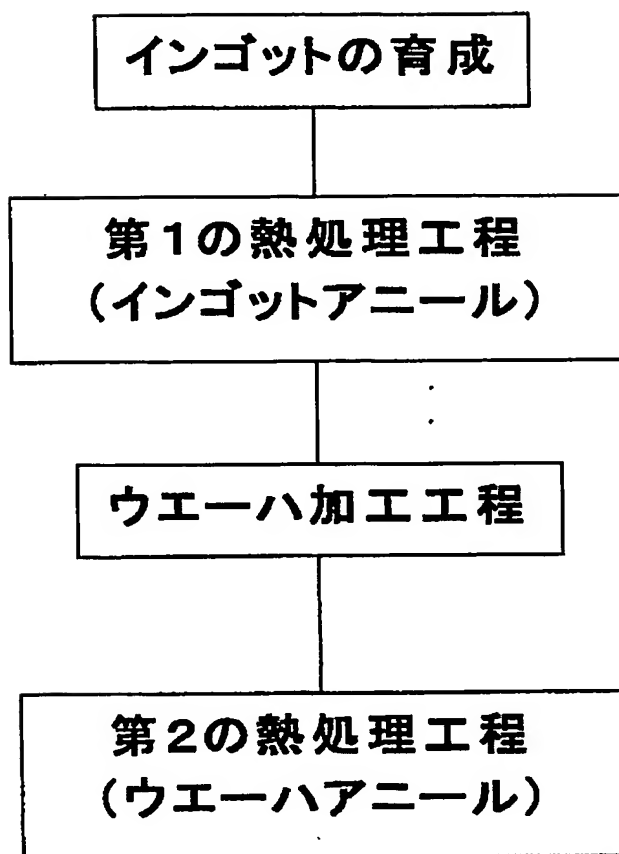 インゴットの育成
第1の熱処理工程
(インゴットアニール)
ウエーハ加工工程
第2の熱処理工程
(ウエーハアニール)